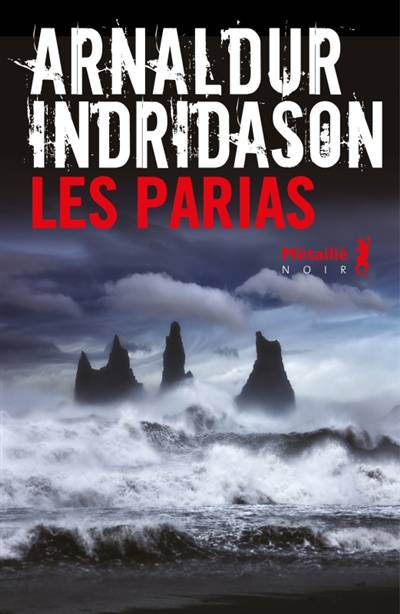 ARNALDUR
INDRIDASON
LES PARIAS
Métailié
NOIR